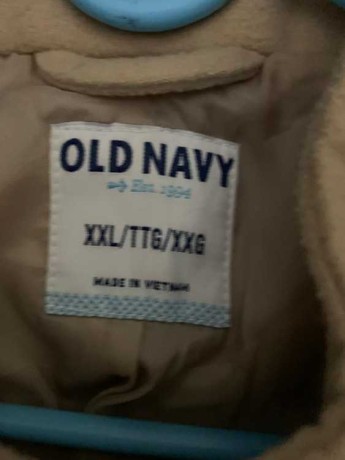 OLD NAVY
Est. 1994
XXL/TTG/XXG
MADE IN VIETNAM